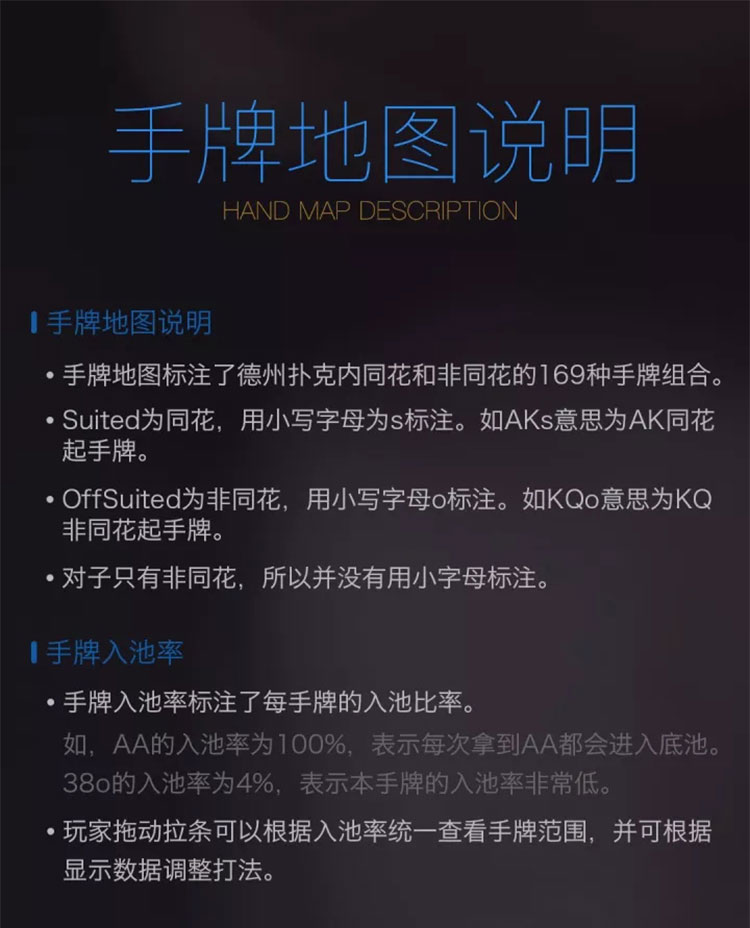 手牌地图说明
HAND MAP DESCRIPTION
手牌地图说明
• 手牌地图标注了德州扑克内同花和非同花的169种手牌组合。
• Suited为同花，用小写字母为s标注。如AKs意思为AK同花
起手牌。
• OffSuited为非同花，用小写字母o标注。如KQo意思为KQ
非同花起手牌。
• 对子只有非同花，所以并没有用小字母标注。
手牌入池率
• 手牌入池率标注了每手牌的入池比率。
如，AA的入池率为100%，表示每次拿到AA都会进入底池。
38o的入池率为4%，表示本手牌的入池率非常低。
• 玩家拖动拉条可以根据入池率统一查看手牌范围，并可根据
显示数据调整打法。